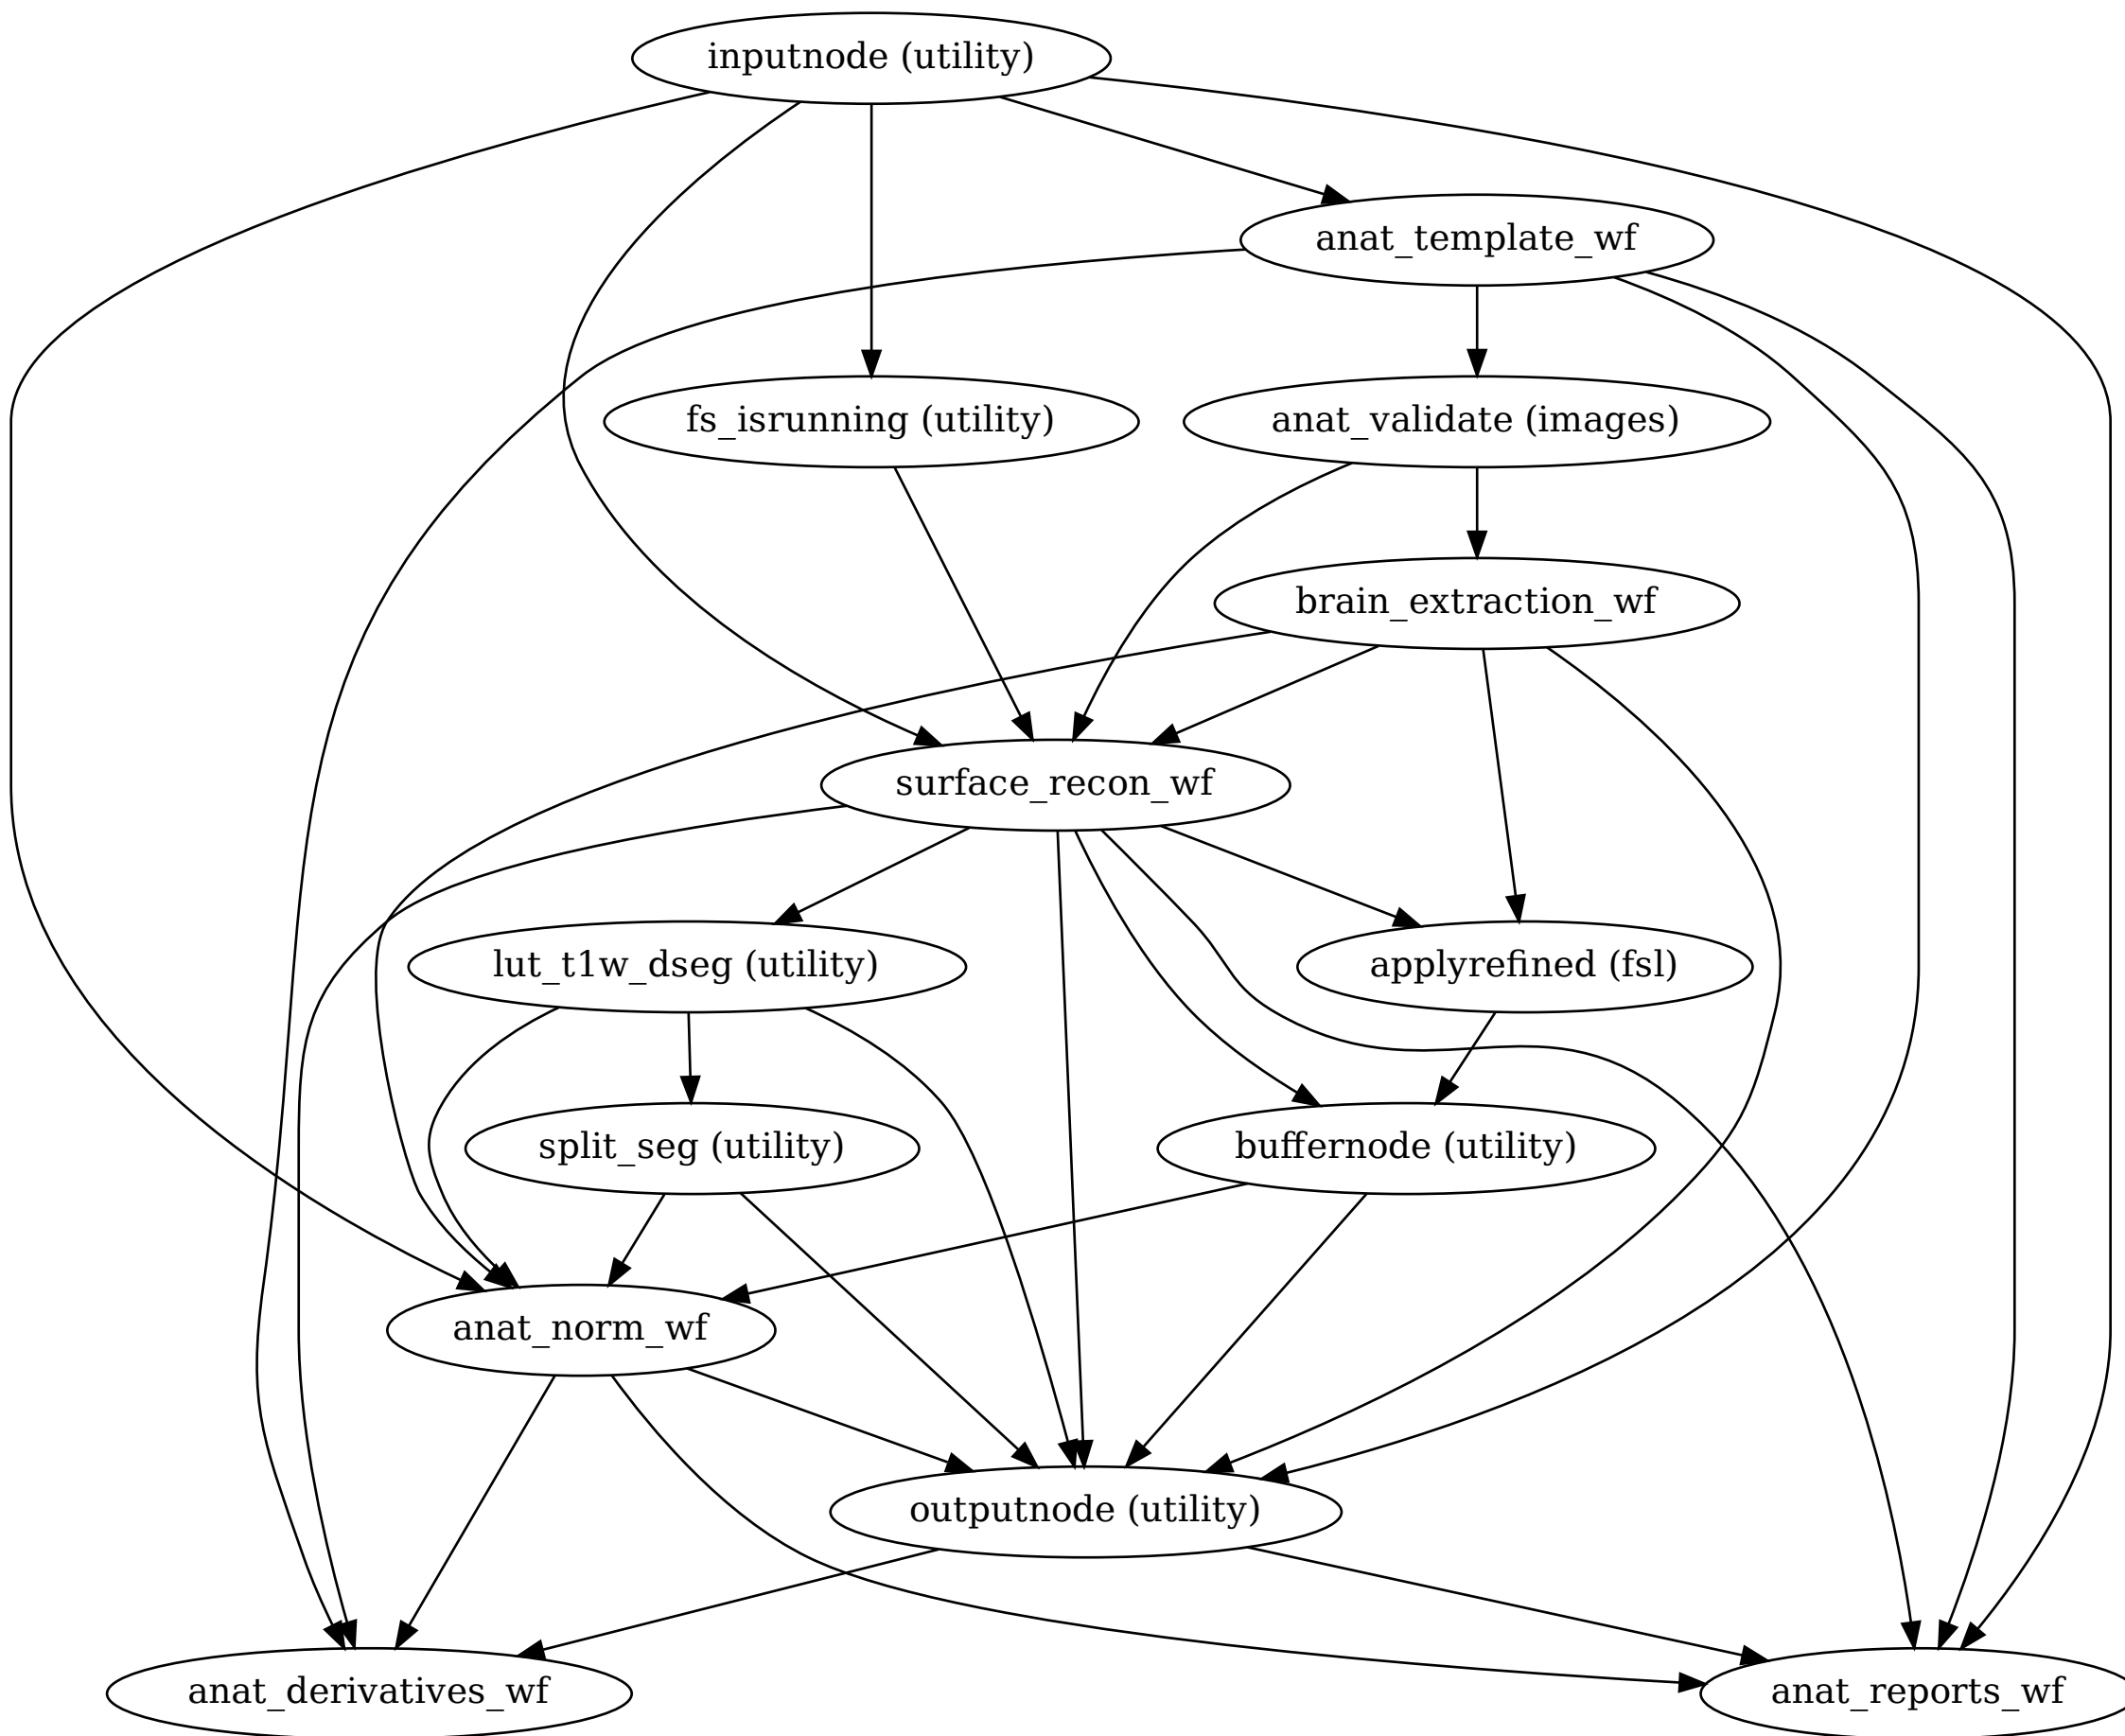 inputnode (utility)
anat_template_wf
fs_isrunning (utility)
anat_validate (images)
brain_extraction_wf
surface_recon_wf
lut_t1w_dseg (utility)
applyrefined (fsl)
split_seg (utility)
buffernode (utility)
anat_norm_wf
outputnode (utility)
anat_derivatives_wf
anat_reports_wf